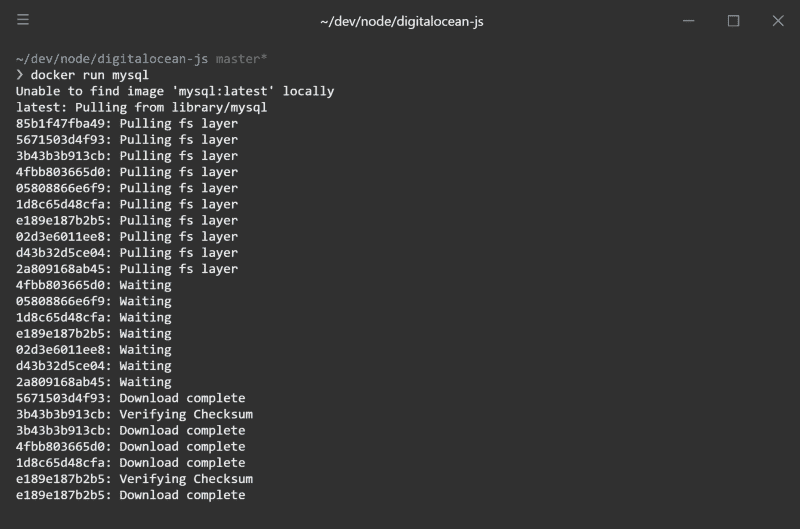 ~/dev/node/digitalocean-js
~/dev/node/digitalocean-js master*
❯ docker run mysql
Unable to find image 'mysql:latest' locally
latest: Pulling from library/mysql
85b1f47fba49: Pulling fs layer
5671503d4f93: Pulling fs layer
3b43b3b913cb: Pulling fs layer
4fbb803665d0: Pulling fs layer
05808866e6f9: Pulling fs layer
1d8c65d48cfa: Pulling fs layer
e189e187b2b5: Pulling fs layer
02d3e6011ee8: Pulling fs layer
d43b32d5ce04: Pulling fs layer
2a809168ab45: Pulling fs layer
4fbb803665d0: Waiting
05808866e6f9: Waiting
1d8c65d48cfa: Waiting
e189e187b2b5: Waiting
02d3e6011ee8: Waiting
d43b32d5ce04: Waiting
2a809168ab45: Waiting
5671503d4f93: Download complete
3b43b3b913cb: Verifying Checksum
3b43b3b913cb: Download complete
4fbb803665d0: Download complete
1d8c65d48cfa: Download complete
e189e187b2b5: Verifying Checksum
e189e187b2b5: Download complete